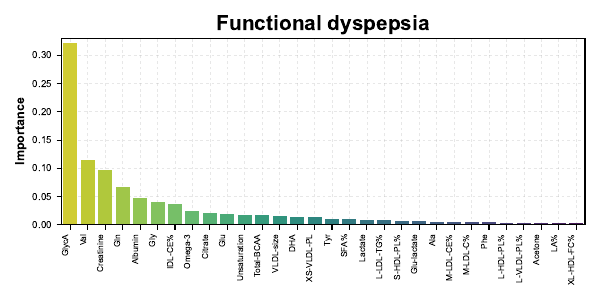 Functional dyspepsia
Importance
0.30
0.25
0.20
0.15
0.10
0.05
0.00
GlycA
Val
Creatinine
Gln
Albumin
Gly
IDL-CE%
Omega-3
Citrate
Glu
Unsaturation
Total-BCAA
VLDL-size
DHA
XS-VLDL-PL
Tyr
SFA%
Lactate
L-LDL-TG%
S-HDL-PL%
Glu-lactate
Ala
M-LDL-CE%
M-LDL-C%
Phe
L-HDL-PL%
L-VLDL-PL%
Acetone
LA%
XL-HDL-FC%